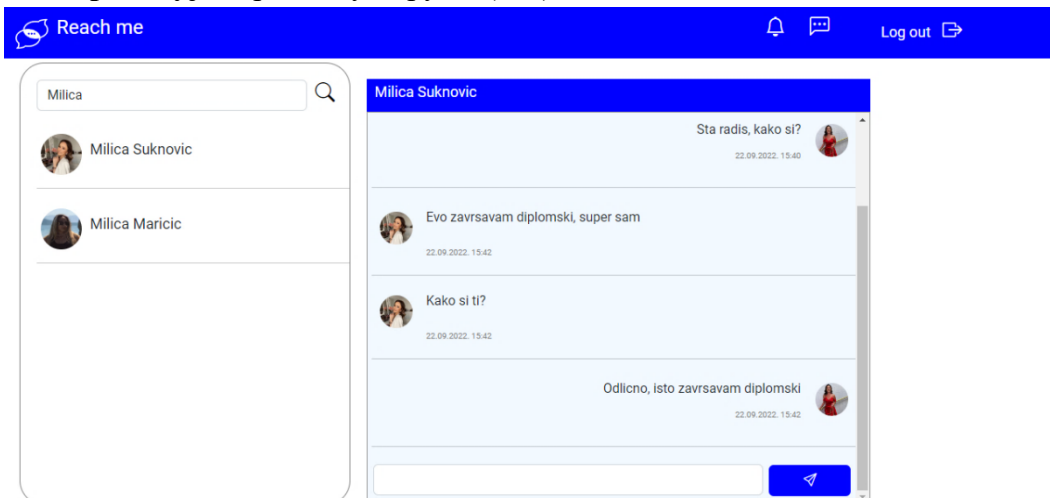 Reach me
Log out
Milica
Milica Suknovic
Milica Maricic
Milica Suknovic
Sta radis, kako si?
22.09.2022. 15:40
Evo zavrsavam diplomski, super sam
22.09.2022. 15:42
Kako si ti?
22.09.2022. 15:42
Odlicno, isto zavrsavam diplomski
22.09.2022. 15:42